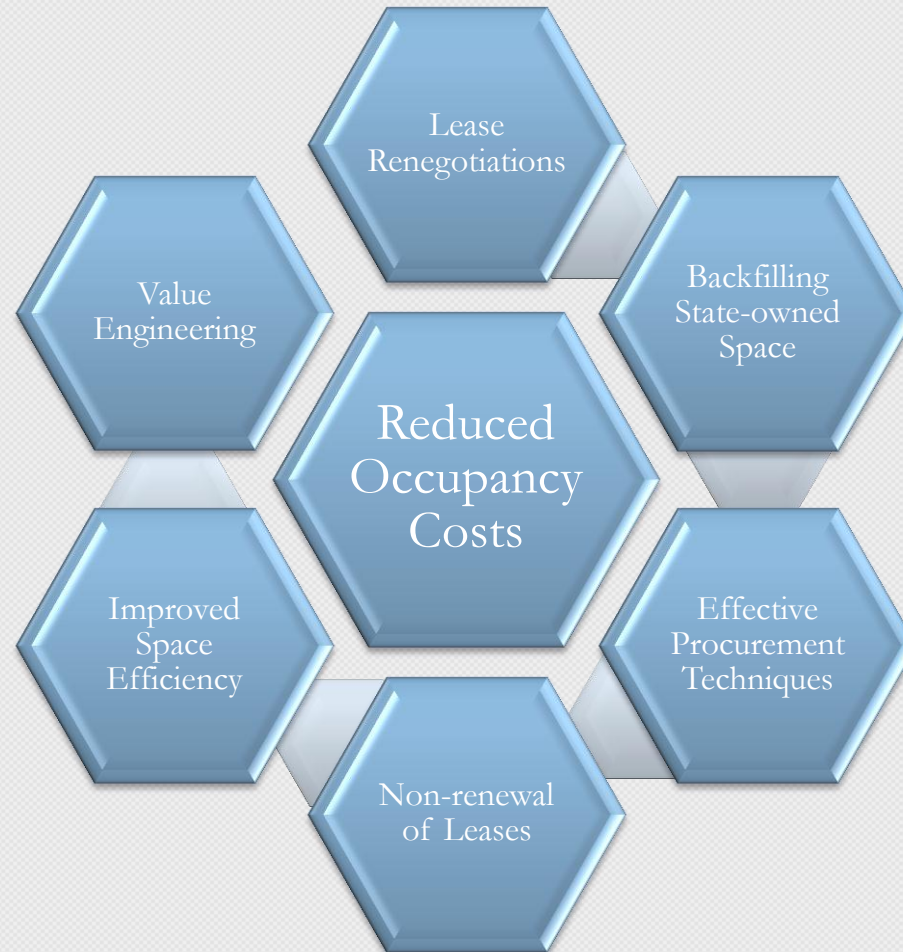 Lease
Renegotiations
Backfilling
State-owned
Space
Effective
Procurement
Techniques
Non-renewal
of Leases
Improved
Space
Efficiency
Value
Engineering
Reduced
Occupancy
Costs